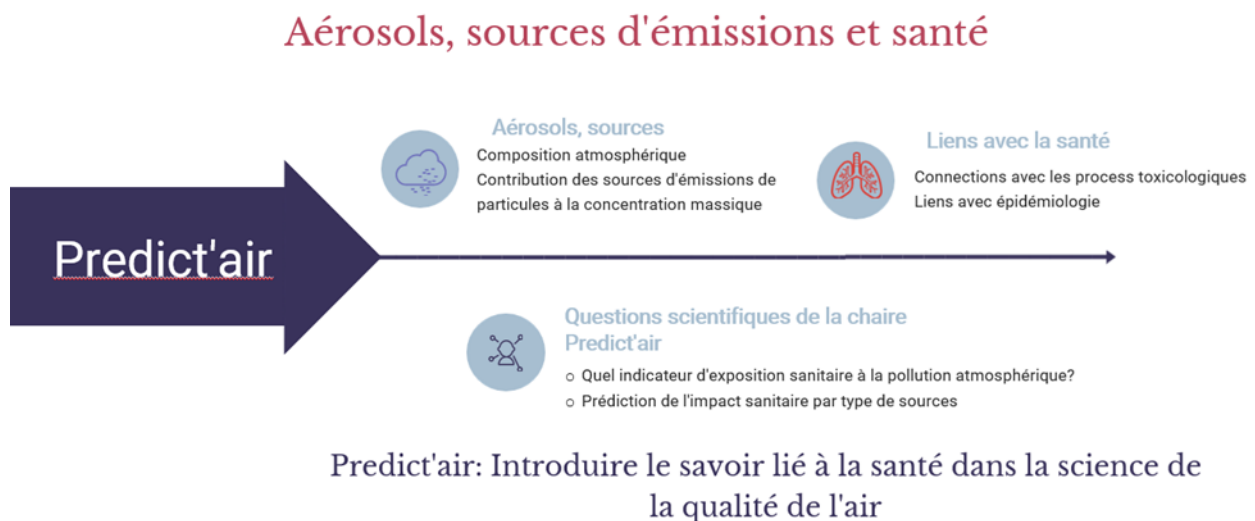 Aérosols, sources d'émissions et santé
Predict'air
Aérosols, sources
Composition atmosphérique
Contribution des sources d'émissions de
particules à la concentration massique
Liens avec la santé
Connections avec les process toxicologiques
Liens avec épidémiologie
Questions scientifiques de la chaire
Predict'air
o Quel indicateur d'exposition sanitaire à la pollution atmosphérique?
o Prédiction de l'impact sanitaire par type de sources
Predict'air: Introduire le savoir lié à la santé dans la science de
la qualité de l'air